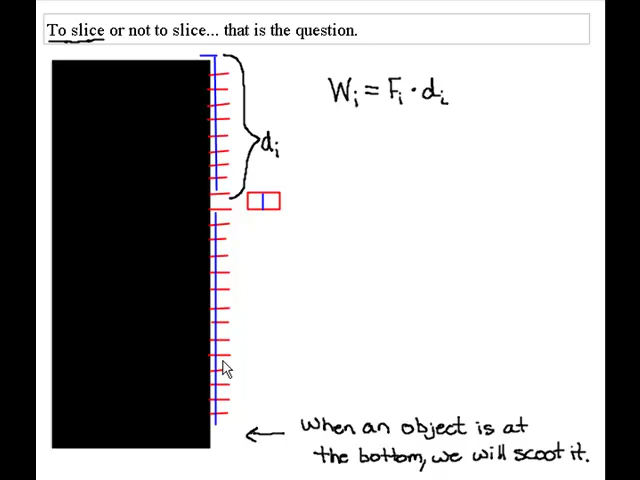 To slice or not to slice... that is the question.
Wi = Fi · di
di
When an object is at
the bottom, we will scoot it.